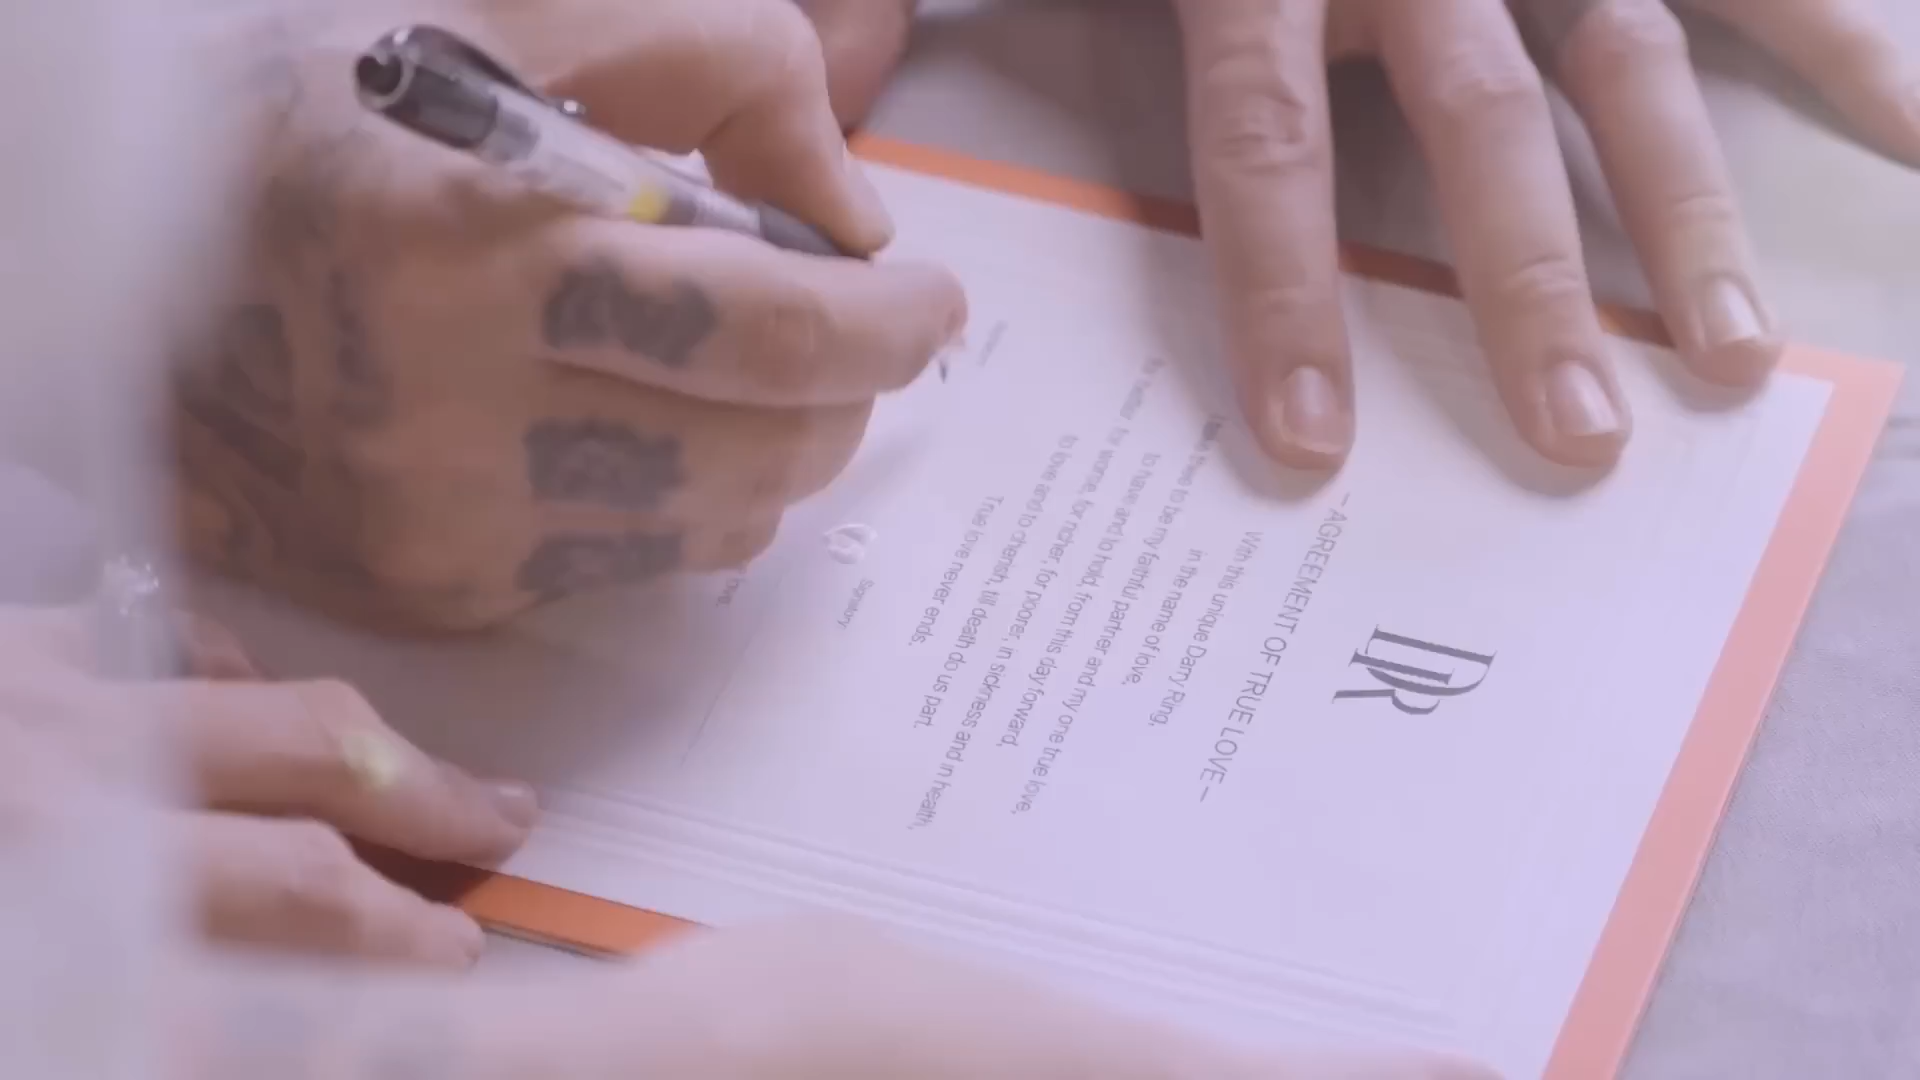 DR
– AGREEMENT OF TRUE LOVE –
With this unique Darry Ring,
in the name of love,
take thee to be my faithful partner and my one true love,
to have and to hold, from this day forward,
for better for worse, for richer, for poorer, in sickness and in health,
to love and to cherish, till death do us part.
True love never ends.
Signatory
love,